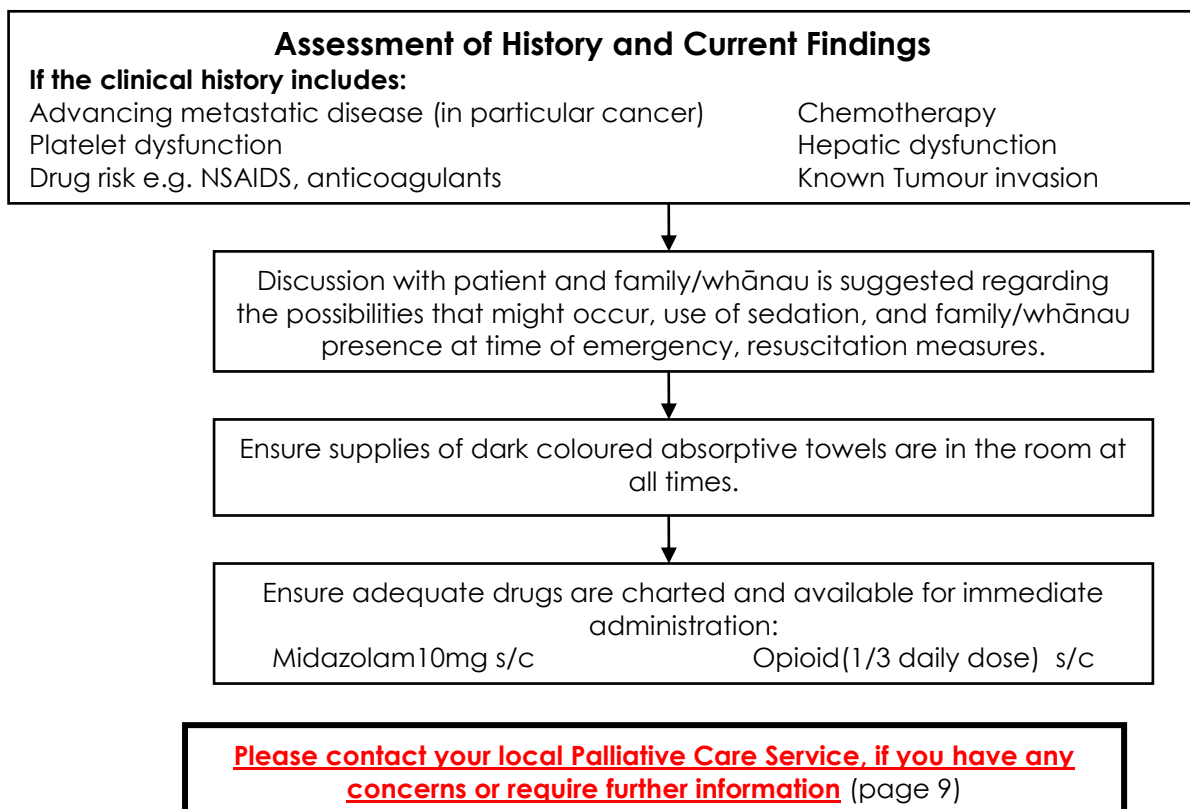 Assessment of History and Current Findings
If the clinical history includes:
Advancing metastatic disease (in particular cancer) Chemotherapy
Platelet dysfunction Hepatic dysfunction
Drug risk e.g. NSAIDS, anticoagulants Known Tumour invasion
Discussion with patient and family/whānau is suggested regarding
the possibilities that might occur, use of sedation, and family/whānau
presence at time of emergency, resuscitation measures.
Ensure supplies of dark coloured absorptive towels are in the room at
all times.
Ensure adequate drugs are charted and available for immediate
administration:
Midazolam10mg s/c Opioid(1/3 daily dose) s/c
Please contact your local Palliative Care Service, if you have any
concerns or require further information (page 9)